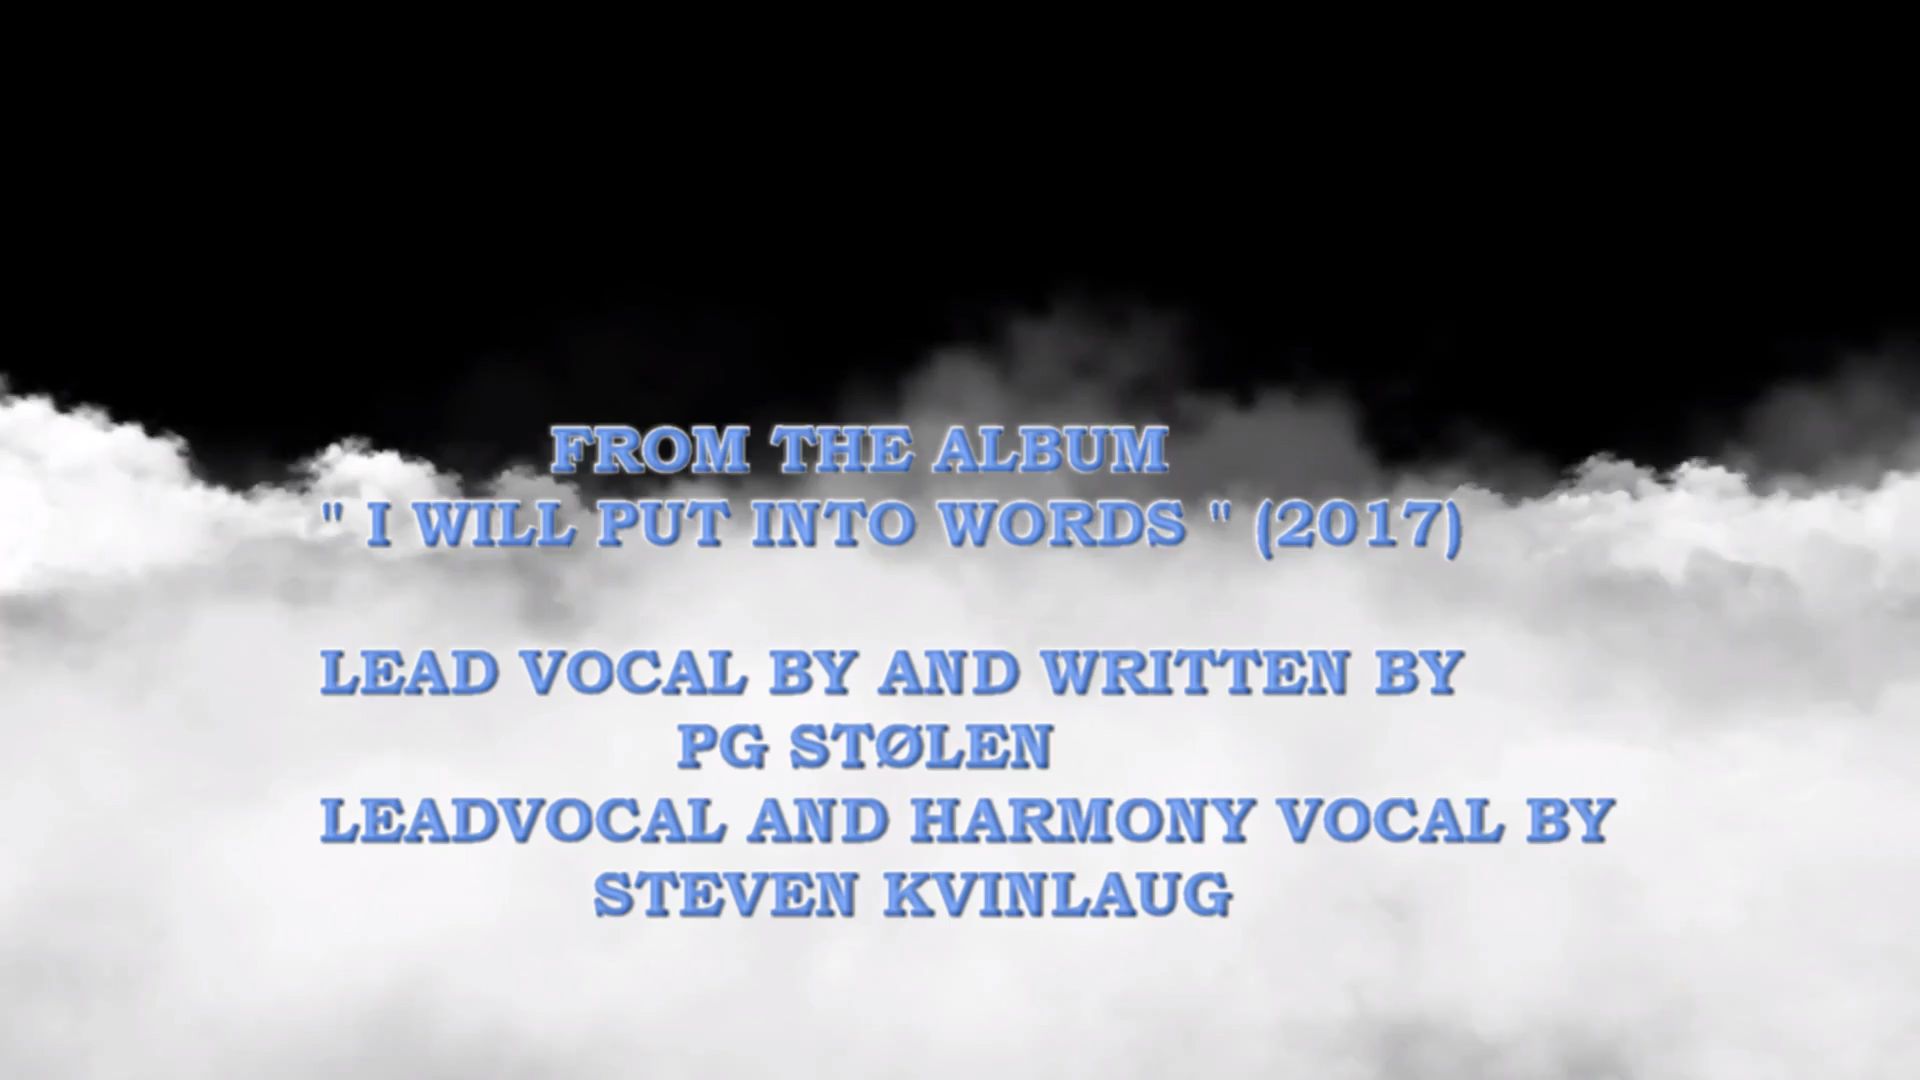 FROM THE ALBUM
" I WILL PUT INTO WORDS " (2017)
LEAD VOCAL BY AND WRITTEN BY
PG STØLEN
LEADVOCAL AND HARMONY VOCAL BY
STEVEN KVINLAUG